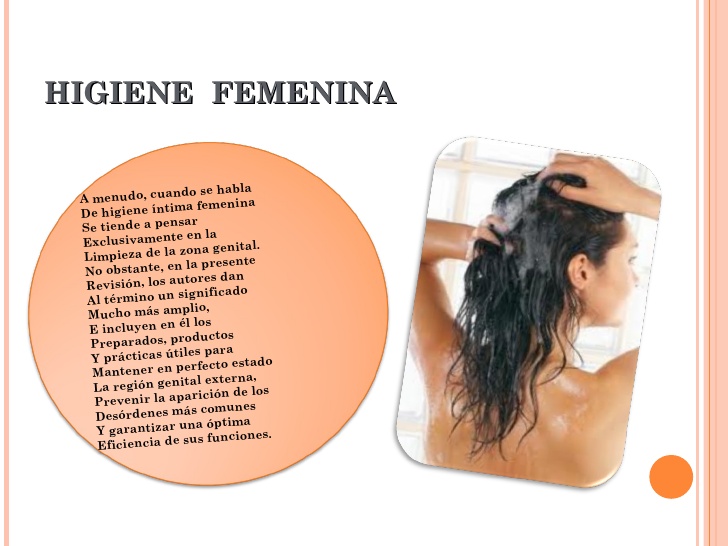 HIGIENE FEMENINA
A menudo, cuando se habla
De higiene íntima femenina
Se tiende a pensar
Exclusivamente en la
Limpieza de la zona genital.
No obstante, en la presente
Revisión, los autores dan
Al término un significado
Mucho más amplio,
E incluyen en él los
Preparados, productos
Y prácticas útiles para
Mantener en perfecto estado
La región genital externa,
Prevenir la aparición de los
Desórdenes más comunes
Y garantizar una óptima
Eficiencia de sus funciones.